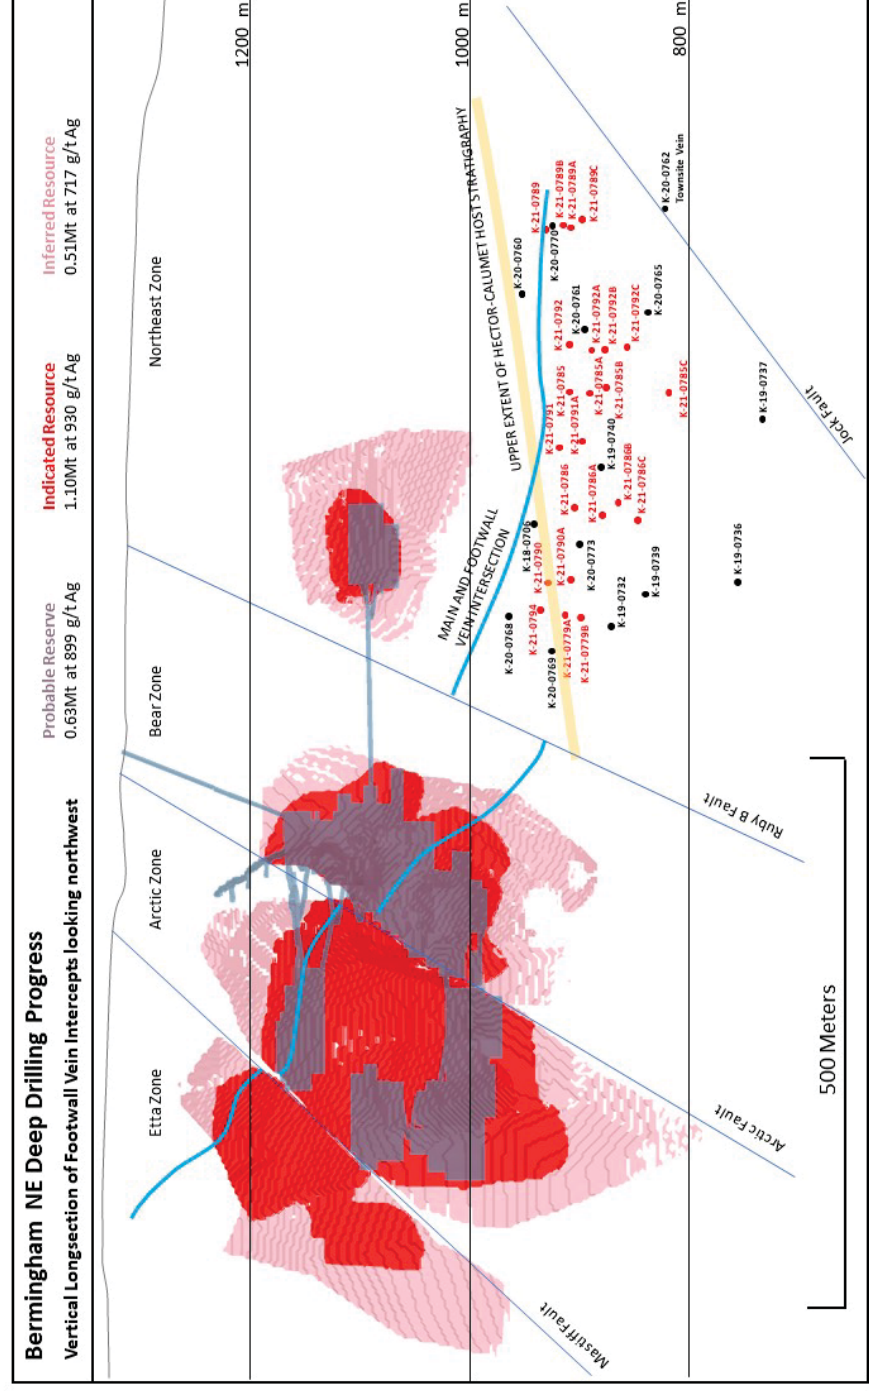 Bermingham NE Deep Drilling Progress
Vertical Longsection of Footwall Vein Intercepts looking northwest
Probable Reserve
0.63Mt at 899 g/t Ag
Indicated Resource
1.10Mt at 930 g/t Ag
Inferred Resource
0.51Mt at 717 g/t Ag
Etta Zone
Arctic Zone
Bear Zone
Northeast Zone
1200 m
1000 m
800 m
MAIN AND FOOTWALL
VEIN INTERSECTION
UPPER EXTENT OF HECTOR-CALUMET HOST STRATIGRAPHY
K-20-0768
K-21-0794
K-20-0769
K-21-0779A
K-21-0779B
K-18-0706
K-21-0790
K-21-0790A
K-20-0773
K-19-0732
K-19-0739
K-19-0736
K-21-0786
K-21-0786A
K-21-0786B
K-21-0786C
K-21-0791
K-21-0791A
K-19-0740
K-21-0785
K-21-0785A
K-21-0785B
K-21-0785C
K-19-0737
K-20-0760
K-21-0792
K-20-0761
K-21-0792A
K-21-0792B
K-21-0792C
K-20-0765
K-21-0789
K-20-0770
K-21-0789B
K-21-0789A
K-21-0789C
K-20-0762
Townsite Vein
Mastiff Fault
Arctic Fault
Ruby B Fault
Jock Fault
500 Meters